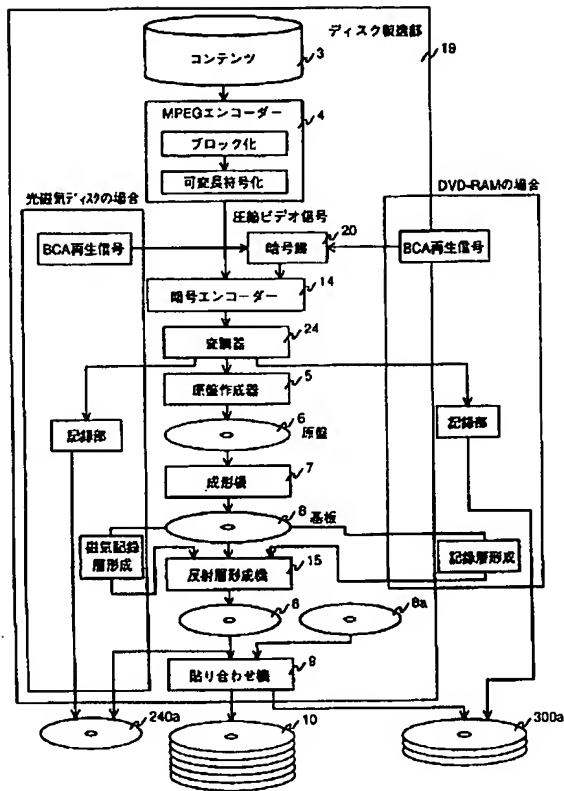 ディスク製造部
19
コンテンツ
3
MPEGエンコーダー
4
ブロック化
可変長符号化
光磁気ディスクの場合
DVD-RAMの場合
圧縮ビデオ信号
BCA再生信号
暗号鍵
20
BCA再生信号
暗号エンコーダー
14
変調器
24
原盤作成器
5
記録部
6
原盤
記録部
成形機
7
8
基板
磁気記録
層形成
記録層形成
反射層形成機
15
8a
貼り合わせ機
9
240a
10
300a